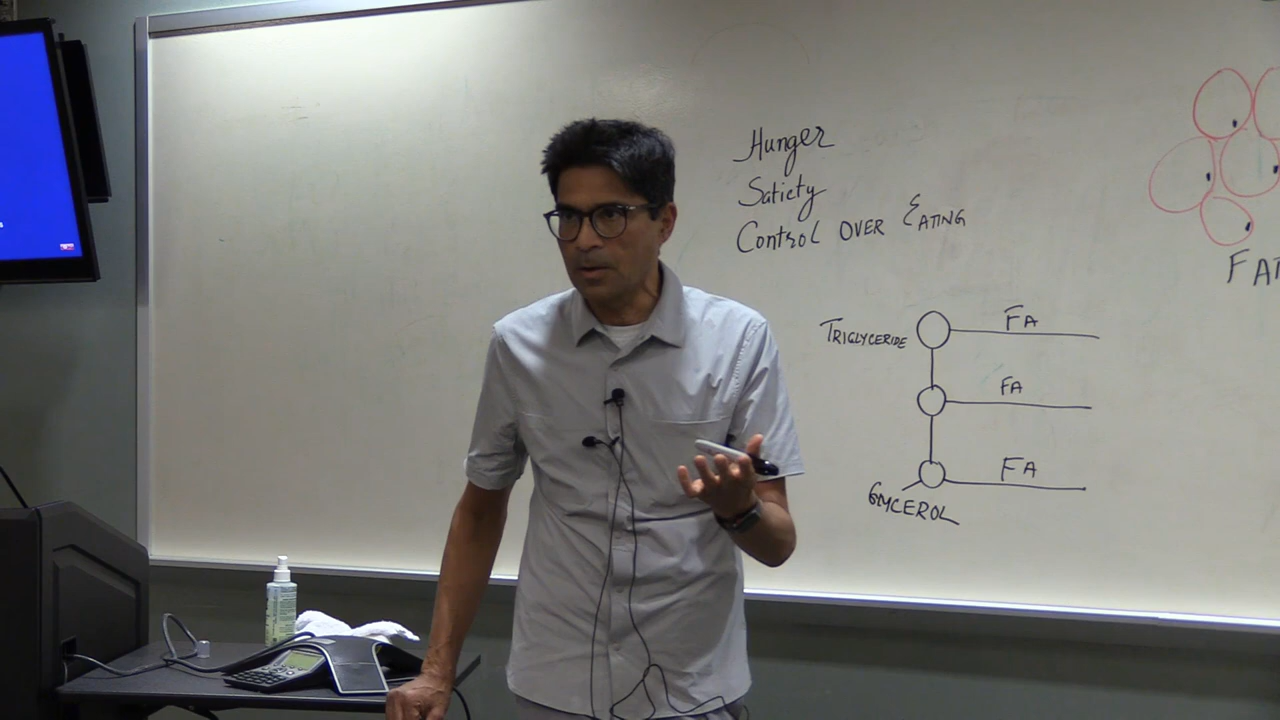 Hunger
Satiety
Control OVER EATING
FAT
TRIGLYCERIDE
FA
FA
FA
GLYCEROL